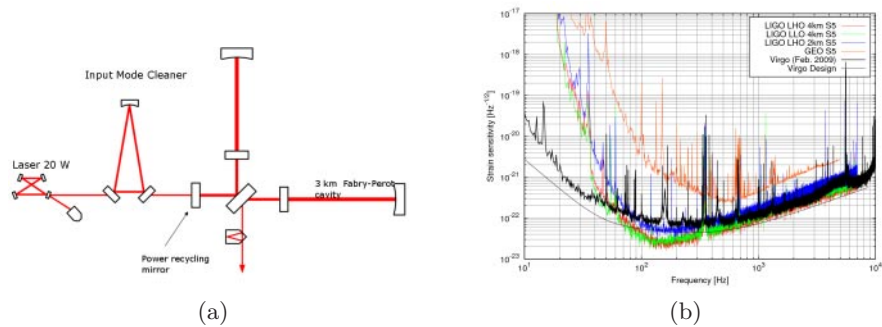 Input Mode Cleaner
Laser 20 W
3 km Fabry-Perot
cavity
Power recycling
mirror
(a)
LIGO LHO 4km S5
LIGO LLO 4km S5
LIGO LHO 2km S5
GEO S5
Virgo (Feb. 2009)
Virgo Design
Strain sensitivity [Hz^-1/2]
10^-17
10^-18
10^-19
10^-20
10^-21
10^-22
10^-23
10^1
10^2
10^3
10^4
Frequency [Hz]
(b)